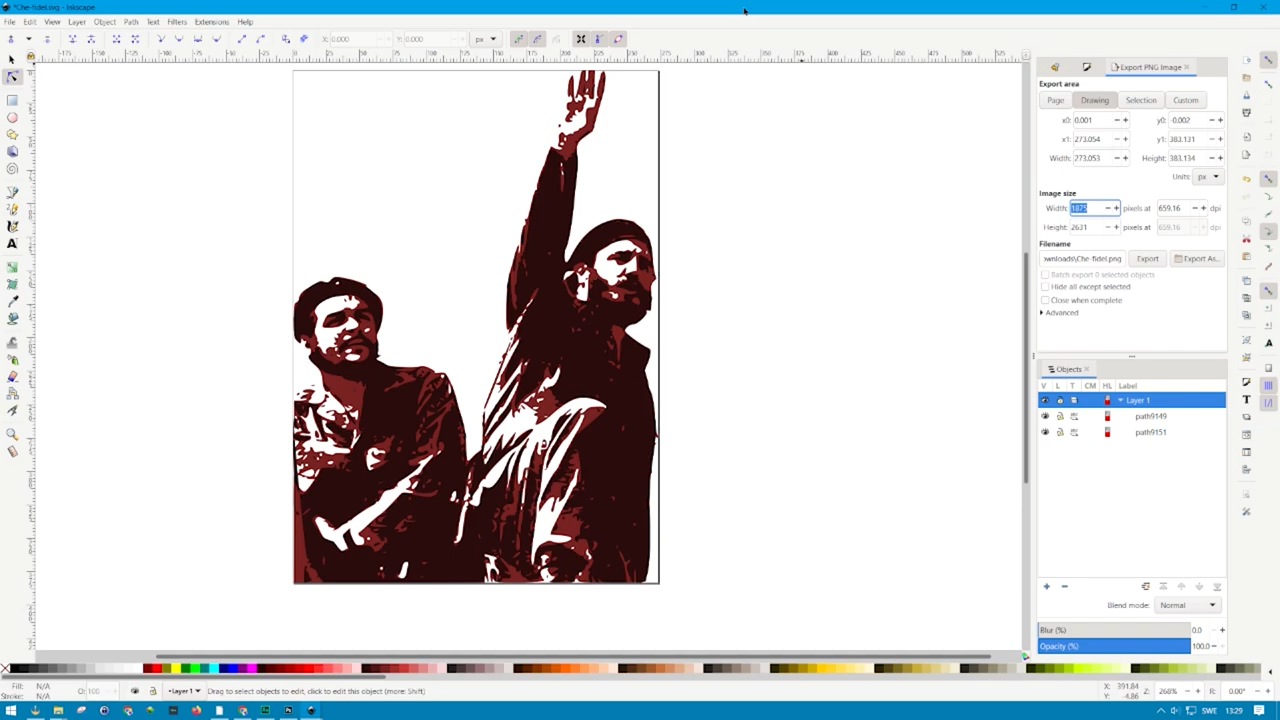 *Che-fidel.svg - Inkscape
File Edit View Layer Object Path Text Filters Extensions Help
X: 0.000 Y: 0.000 px
Export PNG Image
Export area
Page Drawing Selection Custom
x0: 0.001 y0: -0.002
x1: 273.054 y1: 383.131
Width: 273.053 Height: 383.134
Units: px
Image size
Width: 1875 pixels at 659.16 dpi
Height: 2631 pixels at 659.16
Filename
ownloads\Che-fidel.png Export Export As...
Batch export 0 selected objects
Hide all except selected
Close when complete
Advanced
Objects
V L T CM HL Label
Layer 1
path9149
path9151
Blend mode: Normal
Blur (%) 0.0
Opacity (%) 100.0
Fill: N/A
Stroke: N/A
O: 100
Layer 1 Drag to select objects to edit, click to edit this object (more: Shift)
X: 391.84
Y: -4.86
Z: 268% R: 0.00°
SWE 13:29